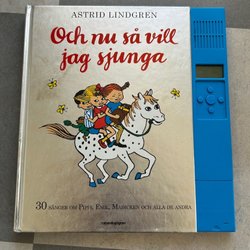 ASTRID LINDGREN
Och nu så vill
jag sjunga
30 SÅNGER OM PIPPI, EMIL, MADICKEN OCH ALLA DE ANDRA